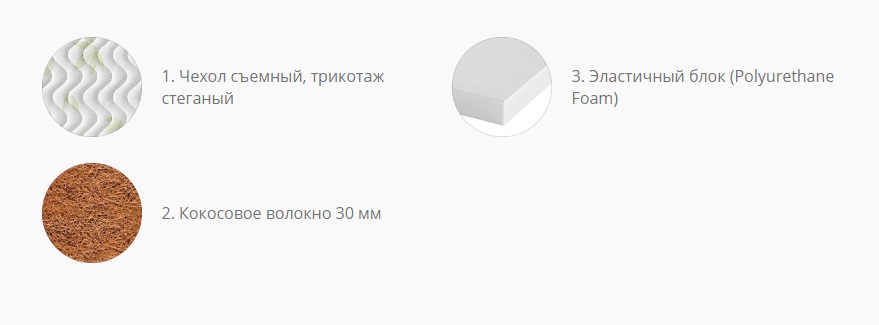 1. Чехол съемный, трикотаж
стеганый
2. Кокосовое волокно 30 мм
3. Эластичный блок (Polyurethane
Foam)